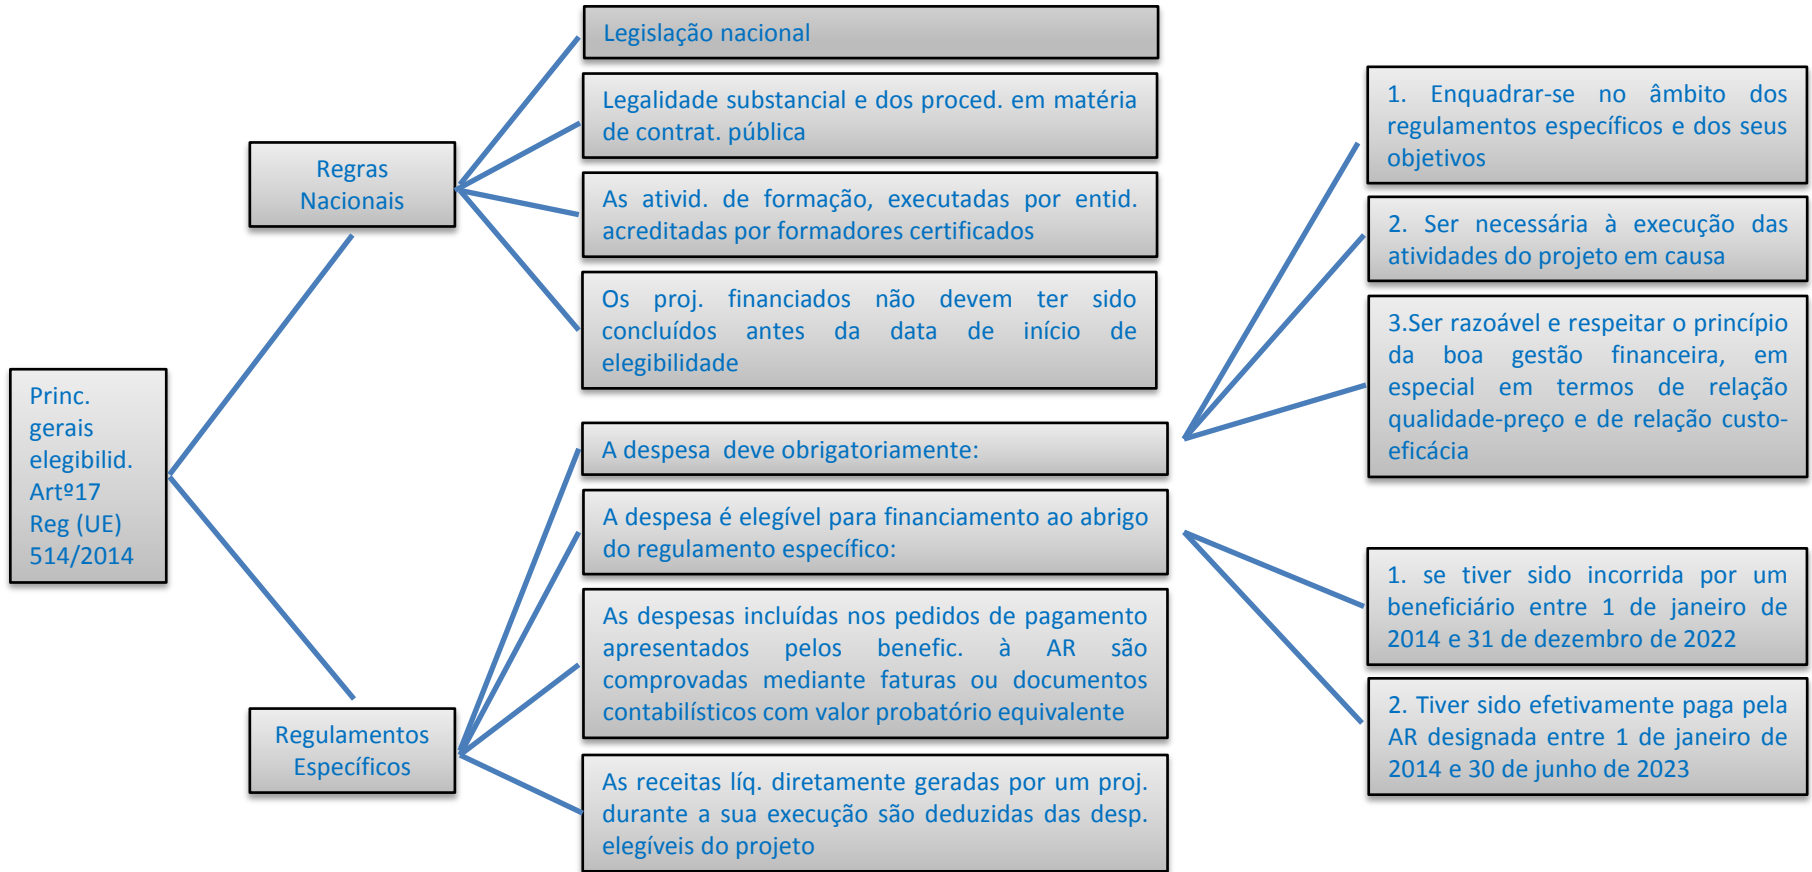 Princ.
gerais
elegibilid.
Artº17
Reg (UE)
514/2014
Regras
Nacionais
Legislação nacional
Legalidade substancial e dos proced. em matéria
de contrat. pública
As ativid. de formação, executadas por entid.
acreditadas por formadores certificados
Os proj. financiados não devem ter sido
concluídos antes da data de início de
elegibilidade
Regulamentos
Específicos
A despesa deve obrigatoriamente:
1. Enquadrar-se no âmbito dos
regulamentos específicos e dos seus
objetivos
2. Ser necessária à execução das
atividades do projeto em causa
3.Ser razoável e respeitar o princípio
da boa gestão financeira, em
especial em termos de relação
qualidade-preço e de relação custo-
eficácia
A despesa é elegível para financiamento ao abrigo
do regulamento específico:
1. se tiver sido incorrida por um
beneficiário entre 1 de janeiro de
2014 e 31 de dezembro de 2022
2. Tiver sido efetivamente paga pela
AR designada entre 1 de janeiro de
2014 e 30 de junho de 2023
As despesas incluídas nos pedidos de pagamento
apresentados pelos benefic. à AR são
comprovadas mediante faturas ou documentos
contabilísticos com valor probatório equivalente
As receitas líq. diretamente geradas por um proj.
durante a sua execução são deduzidas das desp.
elegíveis do projeto